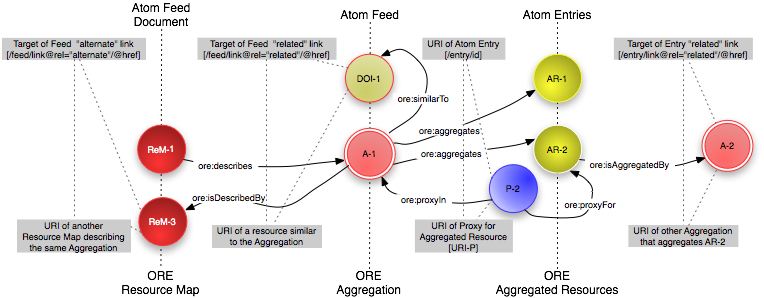 Atom Feed
Document
Atom Feed
Atom Entries
Target of Feed "alternate" link
[/feed/link@rel="alternate"/@href]
Target of Feed "related" link
[/feed/link@rel="related"/@href]
URI of Atom Entry
[/entry/id]
Target of Entry "related" link
[/entry/link@rel="related"/@href]
DOI-1
AR-1
ore:similarTo
ore:aggregates
ReM-1
A-1
AR-2
A-2
ore:describes
ore:aggregates
ore:isAggregatedBy
P-2
ore:isDescribedBy
ore:proxyIn
ore:proxyFor
ReM-3
URI of another
Resource Map describing
the same Aggregation
URI of a resource similar
to the Aggregation
URI of Proxy for
Aggregated Resource
[URI-P]
URI of other Aggregation
that aggregates AR-2
ORE
Resource Map
ORE
Aggregation
ORE
Aggregated Resources